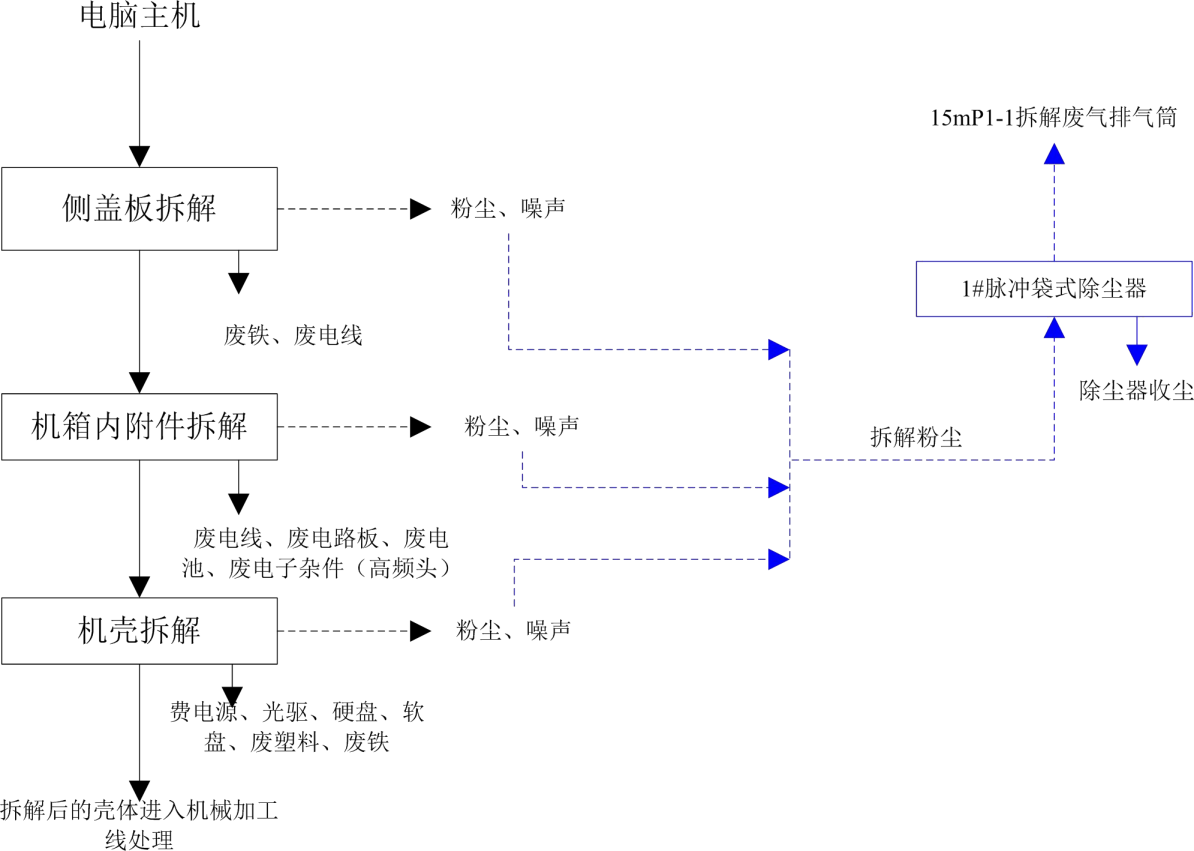 电脑主机
15mP1-1拆解废气排气筒
侧盖板拆解
粉尘、噪声
1#脉冲袋式除尘器
废铁、废电线
除尘器收尘
机箱内附件拆解
粉尘、噪声
拆解粉尘
废电线、废电路板、废电
池、废电子杂件（高频头）
机壳拆解
粉尘、噪声
费电源、光驱、硬盘、软
盘、废塑料、废铁
拆解后的壳体进入机械加工
线处理